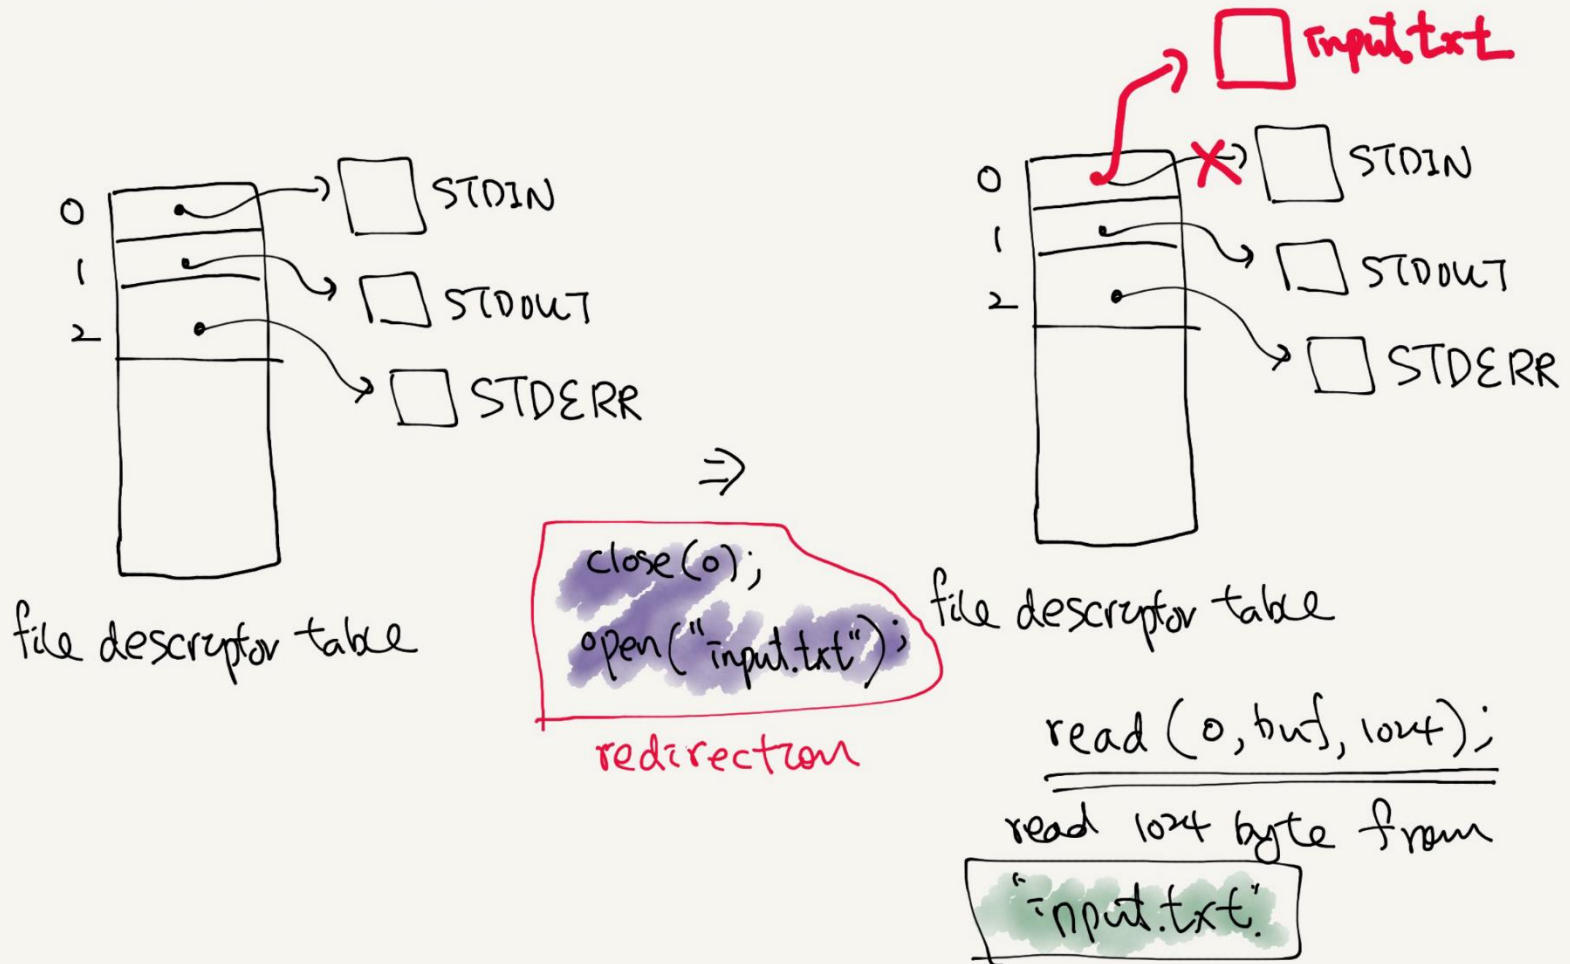 0
STDIN
1
STDOUT
2
STDERR
file descriptor table
⇒
close(0);
open("input.txt");
redirection
input.txt
0
STDIN
1
STDOUT
2
STDERR
file descriptor table
read (0, buf, 1024);
read 1024 byte from
"input.txt."